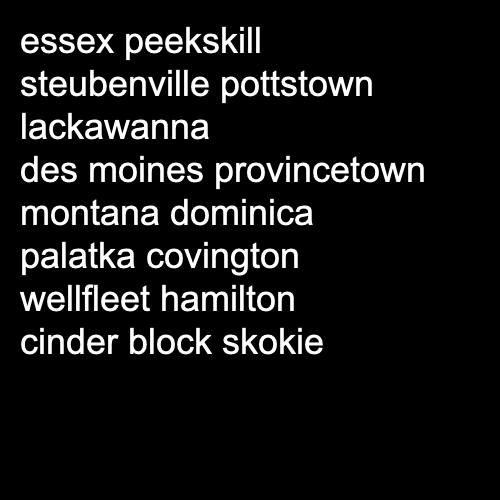 essex peekskill
steubenville pottstown
lackawanna
des moines provincetown
montana dominica
palatka covington
wellfleet hamilton
cinder block skokie